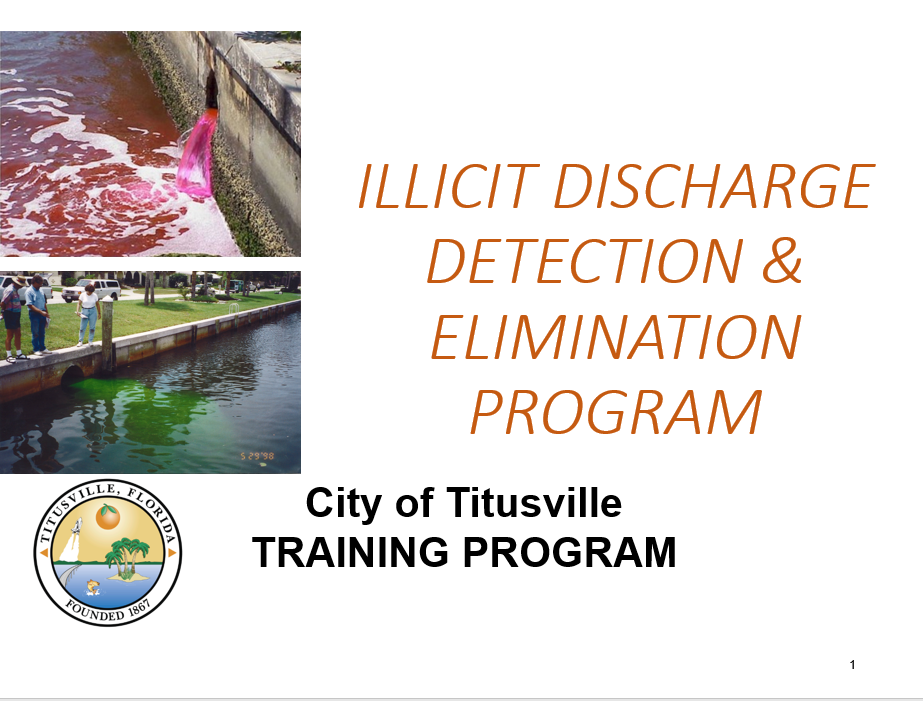 ILLICIT DISCHARGE
DETECTION &
ELIMINATION
PROGRAM
5 29'98
City of Titusville
TRAINING PROGRAM
TITUSVILLE, FLORIDA
FOUNDED 1867
1